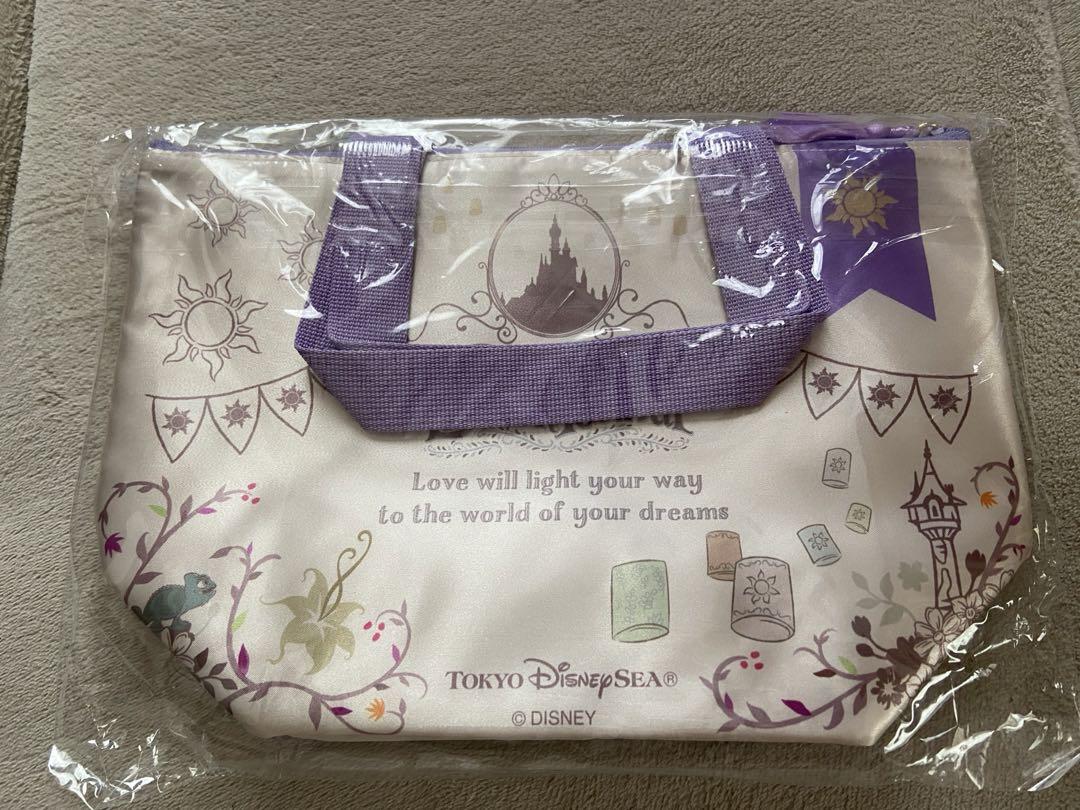 Love will light your way
to the world of your dreams
TOKYO DISNEYSEA®
© DISNEY